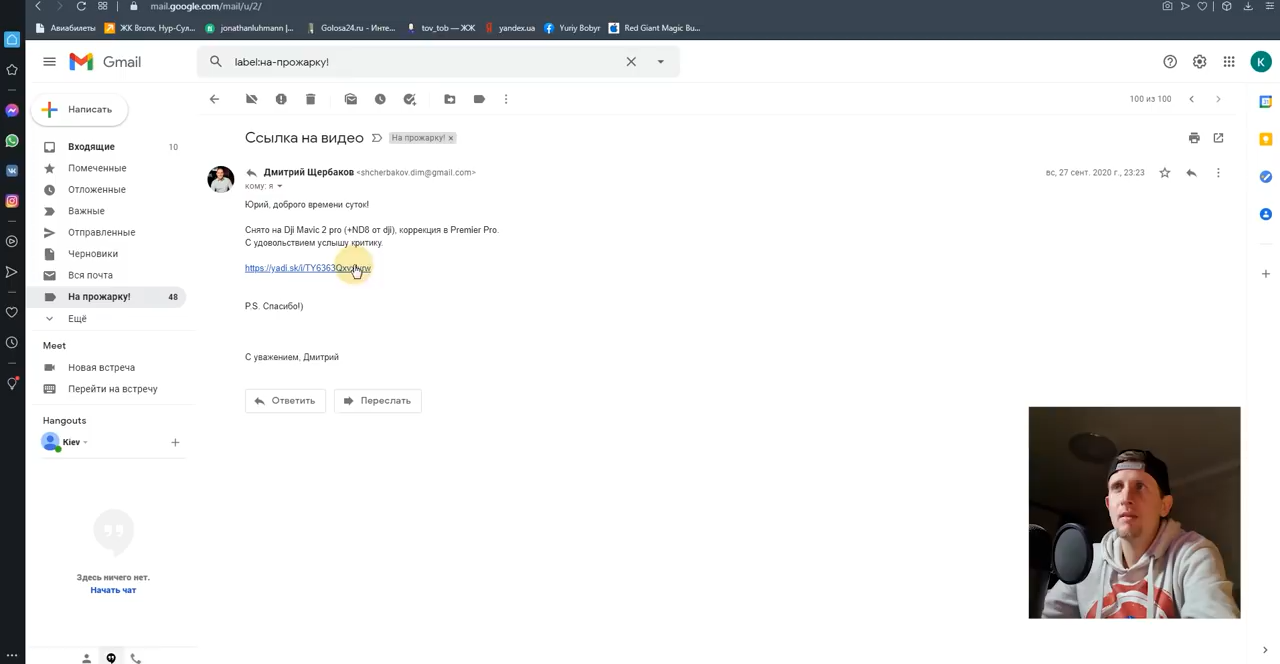 mail.google.com/mail/u/2/
Авиабилеты
ЖК Bronx, Нур-Сул...
jonathanluhmann |...
Golosa24.ru - Инте...
tov_tob — ЖЖ
yandex.ua
Yuriy Bobyr
Red Giant Magic Bu...
Gmail
label:на-прожарку!
K
Написать
100 из 100
Входящие 10
Помеченные
Отложенные
Важные
Отправленные
Черновики
Вся почта
На прожарку! 48
Ещё
Meet
Новая встреча
Перейти на встречу
Hangouts
Kiev
Здесь ничего нет.
Начать чат
Ссылка на видео
На прожарку! x
Дмитрий Щербаков <shcherbakov.dim@gmail.com>
вс, 27 сент. 2020 г., 23:23
кому: я
Юрий, доброго времени суток!
Снято на Dji Mavic 2 pro (+ND8 от dji), коррекция в Premier Pro.
С удовольствием услышу критику.
P.S. Спасибо!)
С уважением, Дмитрий
Ответить
Переслать